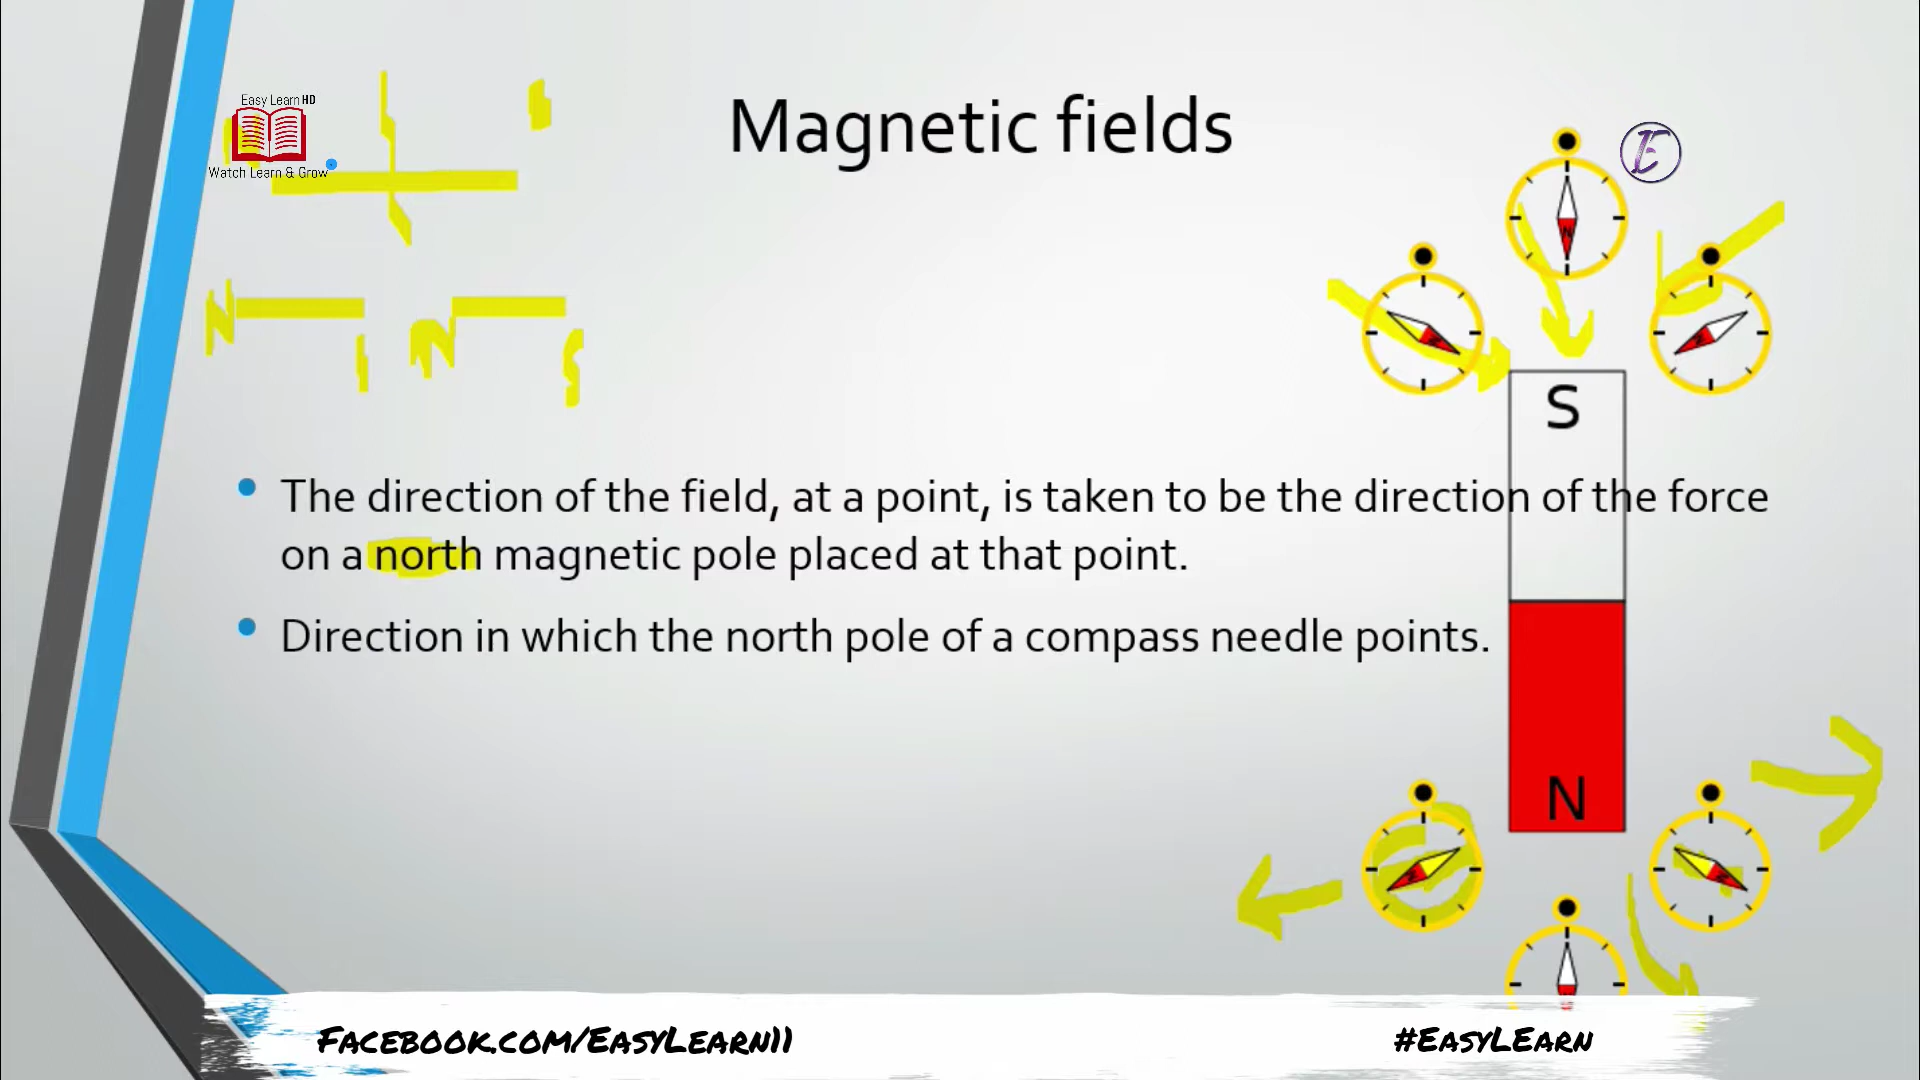 Easy Learn HD
Watch Learn & Grow
Magnetic fields
E
N
N
S
S
The direction of the field, at a point, is taken to be the direction of the force
on a north magnetic pole placed at that point.
Direction in which the north pole of a compass needle points.
N
Facebook.com/EasyLearn11
#EasyLEarn